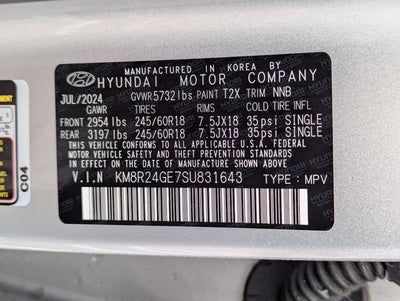 MANUFACTURED IN KOREA BY
HYUNDAI MOTOR COMPANY
JUL/2024 GVWR 5732 lbs PAINT T2X TRIM NNB
GAWR TIRES RIMS COLD TIRE INFL
FRONT 2954 lbs 245/60R18 7.5JX18 35psi SINGLE
REAR 3197 lbs 245/60R18 7.5JX18 35psi SINGLE
THIS VEHICLE CONFORMS TO ALL APPLICABLE U.S.A. FEDERAL
MOTOR VEHICLE SAFETY AND THEFT PREVENTION STANDARDS
IN EFFECT ON THE DATE OF MANUFACTURE SHOWN ABOVE.
V.I.N KM8R24GE7SU831643 TYPE : MPV
C04